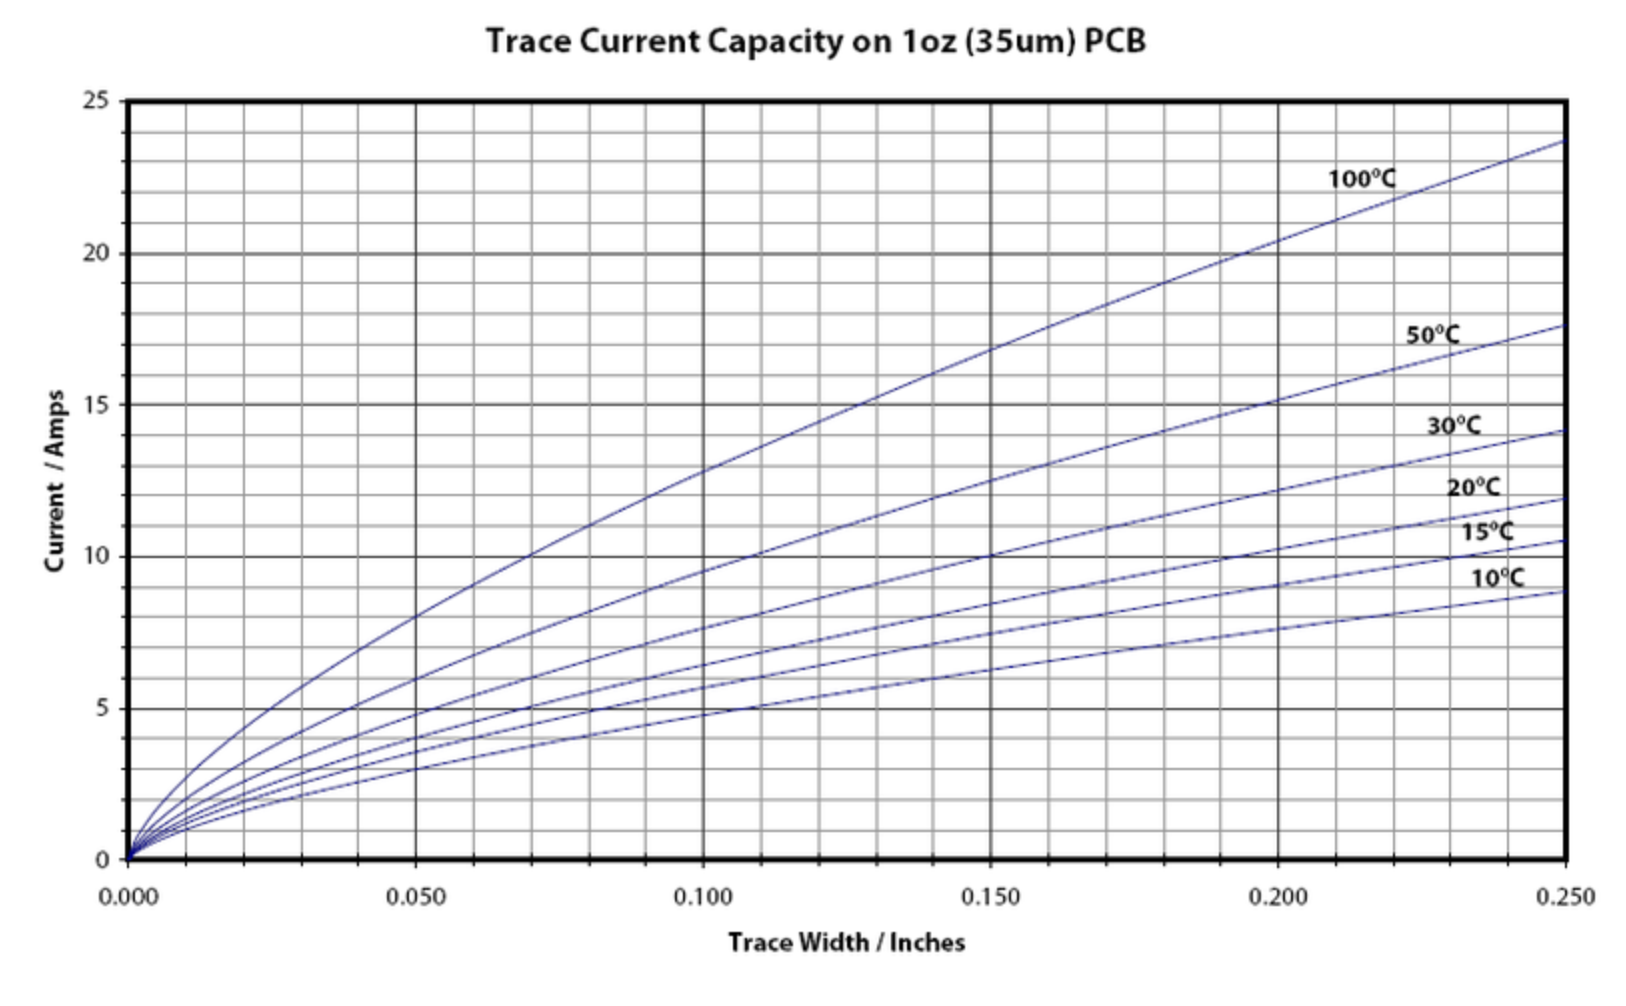 Trace Current Capacity on 1oz (35um) PCB
25
20
15
10
5
0
Current / Amps
100°C
50°C
30°C
20°C
15°C
10°C
0.000 0.050 0.100 0.150 0.200 0.250
Trace Width / Inches